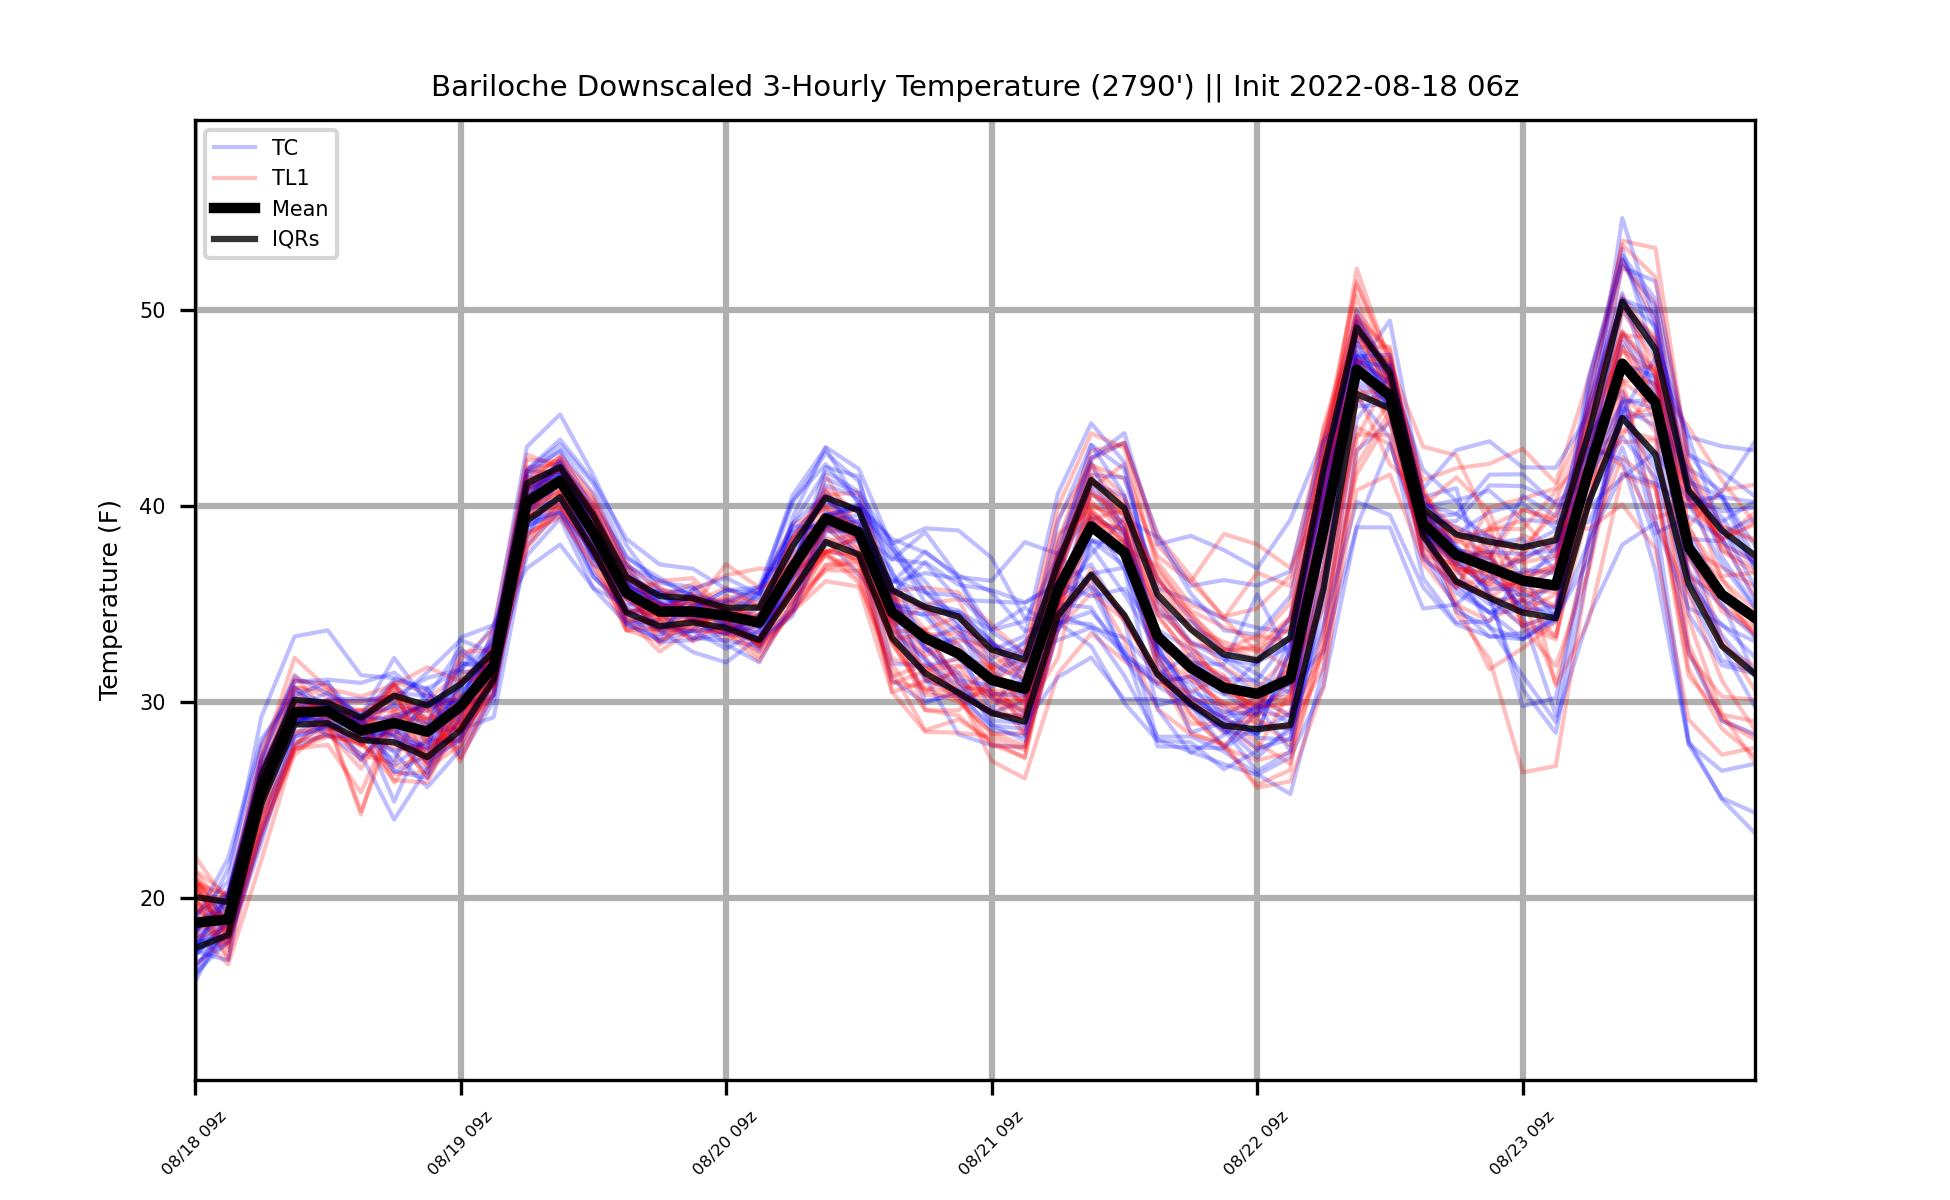 Bariloche Downscaled 3-Hourly Temperature (2790') || Init 2022-08-18 06z
TC
TL1
Mean
IQRs
Temperature (F)
50
40
30
20
08/18 09z
08/19 09z
08/20 09z
08/21 09z
08/22 09z
08/23 09z